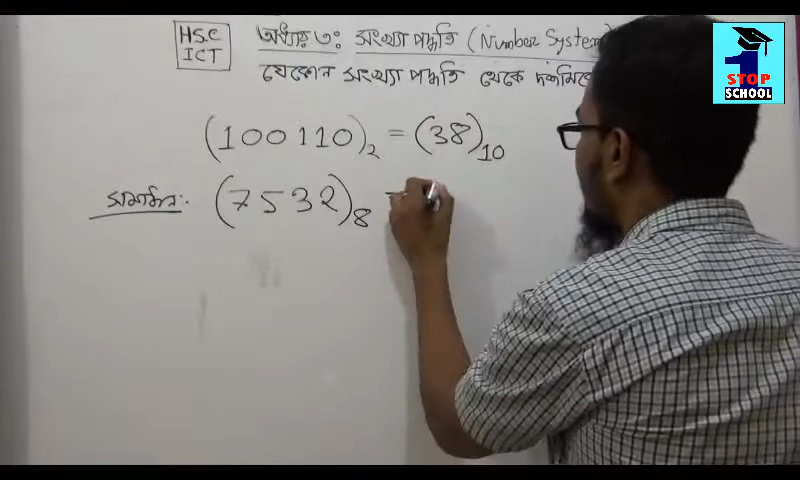 HSC
ICT
অধ্যায় ৩: সংখ্যা পদ্ধতি (Number System)
যেকোন সংখ্যা পদ্ধতি থেকে
(100110)₂ = (38)₁₀
সমাধান:
(7532)₈ =
1
STOP
SCHOOL